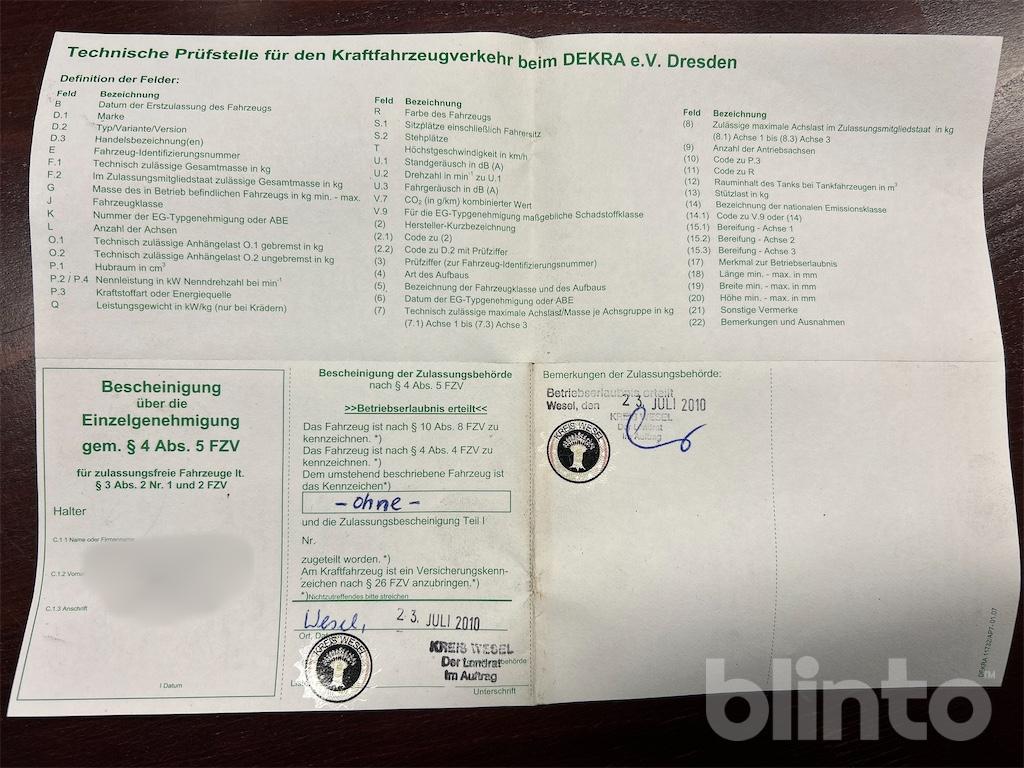 Technische Prüfstelle für den Kraftfahrzeugverkehr beim DEKRA e.V. Dresden
Definition der Felder:
Feld Bezeichnung
B Datum der Erstzulassung des Fahrzeugs
D.1 Marke
D.2 Typ/Variante/Version
D.3 Handelsbezeichnung(en)
E Fahrzeug-Identifizierungsnummer
F.1 Technisch zulässige Gesamtmasse in kg
F.2 Im Zulassungsmitgliedstaat zulässige Gesamtmasse in kg
G Masse des in Betrieb befindlichen Fahrzeugs in kg min. - max.
J Fahrzeugklasse
K Nummer der EG-Typgenehmigung oder ABE
L Anzahl der Achsen
O.1 Technisch zulässige Anhängelast O.1 gebremst in kg
O.2 Technisch zulässige Anhängelast O.2 ungebremst in kg
P.1 Hubraum in cm³
P.2 / P.4 Nennleistung in kW Nenndrehzahl bei min⁻¹
P.3 Kraftstoffart oder Energiequelle
Q Leistungsgewicht in kW/kg (nur bei Krädern)
Feld Bezeichnung
R Farbe des Fahrzeugs
S.1 Sitzplätze einschließlich Fahrersitz
S.2 Stehplätze
T Höchstgeschwindigkeit in km/h
U.1 Standgeräusch in dB (A)
U.2 Drehzahl in min⁻¹ zu U.1
U.3 Fahrgeräusch in dB (A)
V.7 CO₂ (in g/km) kombinierter Wert
V.9 Für die EG-Typgenehmigung maßgebliche Schadstoffklasse
(2) Hersteller-Kurzbezeichnung
(2.1) Code zu (2)
(2.2) Code zu D.2 mit Prüfziffer
(3) Prüfziffer (zur Fahrzeug-Identifizierungsnummer)
(4) Art des Aufbaus
(5) Bezeichnung der Fahrzeugklasse und des Aufbaus
(6) Datum der EG-Typgenehmigung oder ABE
(7) Technisch zulässige maximale Achslast/Masse je Achsgruppe in kg
(7.1) Achse 1 bis (7.3) Achse 3
Feld Bezeichnung
(8) Zulässige maximale Achslast im Zulassungsmitgliedstaat in kg
(8.1) Achse 1 bis (8.3) Achse 3
(9) Anzahl der Antriebsachsen
(10) Code zu P.3
(11) Code zu R
(12) Rauminhalt des Tanks bei Tankfahrzeugen in m³
(13) Stützlast in kg
(14) Bezeichnung der nationalen Emissionsklasse
(14.1) Code zu V.9 oder (14)
(15.1) Bereifung - Achse 1
(15.2) Bereifung - Achse 2
(15.3) Bereifung - Achse 3
(17) Merkmal zur Betriebserlaubnis
(18) Länge min. - max. in mm
(19) Breite min. - max. in mm
(20) Höhe min. - max. in mm
(21) Sonstige Vermerke
(22) Bemerkungen und Ausnahmen
Bescheinigung
über die
Einzelgenehmigung
gem. § 4 Abs. 5 FZV
für zulassungsfreie Fahrzeuge lt.
§ 3 Abs. 2 Nr. 1 und 2 FZV
Halter
C.1.1 Name oder Firmenname
C.1.2
C.1.3 Anschrift
I Datum
Bescheinigung der Zulassungsbehörde
nach § 4 Abs. 5 FZV
>>Betriebserlaubnis erteilt<<
Das Fahrzeug ist nach § 10 Abs. 8 FZV zu
kennzeichnen. *)
Das Fahrzeug ist nach § 4 Abs. 4 FZV zu
kennzeichnen. *)
Dem umstehend beschriebene Fahrzeug ist
das Kennzeichen*)
- ohne -
und die Zulassungsbescheinigung Teil I
Nr.
zugeteilt worden. *)
Am Kraftfahrzeug ist ein Versicherungskenn-
zeichen nach § 26 FZV anzubringen.*)
*)Nichtzutreffendes bitte streichen
Wesel, 23. JULI 2010
Ort,
KREIS WESEL
KREIS WESEL
Der Landrat
Im Auftrag
Unterschrift
Bemerkungen der Zulassungsbehörde:
Betriebserlaubnis erteilt
Wesel, den 23. JULI 2010
KREIS WESEL
Der Landrat
Im Auftrag
KREIS WESEL
blinto™